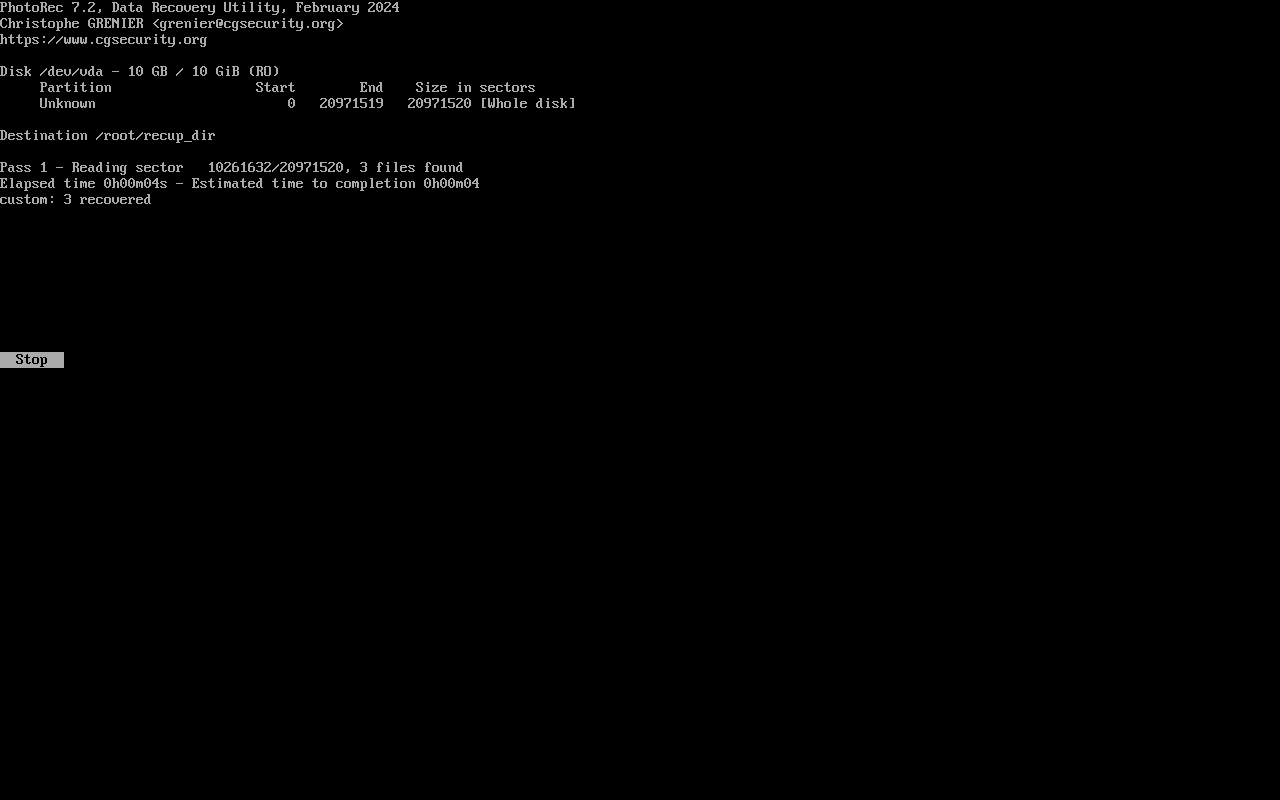 PhotoRec 7.2, Data Recovery Utility, February 2024
Christophe GRENIER <grenier@cgsecurity.org>
https://www.cgsecurity.org
Disk /dev/vda - 10 GB / 10 GiB (RO)
     Partition                  Start        End    Size in sectors
     Unknown                        0   20971519   20971520 [Whole disk]
Destination /root/recup_dir
Pass 1 - Reading sector   10261632/20971520, 3 files found
Elapsed time 0h00m04s - Estimated time to completion 0h00m04
custom: 3 recovered
Stop